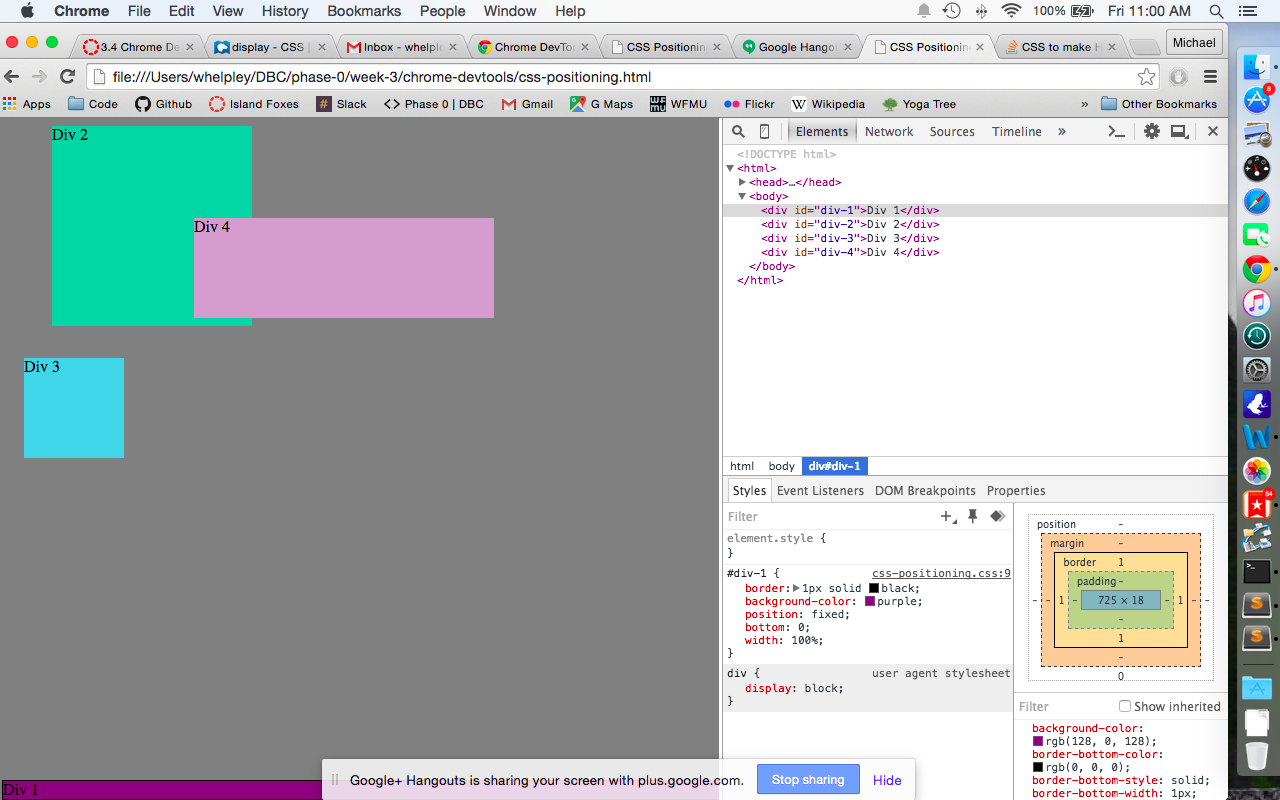 Chrome File Edit View History Bookmarks People Window Help 100% Fri 11:00 AM
3.4 Chrome De display - CSS | Inbox - whelple Chrome DevToo CSS Positionin Google Hangou CSS Positionin CSS to make H Michael
file:///Users/whelpley/DBC/phase-0/week-3/chrome-devtools/css-positioning.html
Apps Code Github Island Foxes # Slack <> Phase 0 | DBC Gmail G Maps WFMU Flickr W Wikipedia Yoga Tree » Other Bookmarks
Div 2
Div 4
Div 3
Div 1
Elements Network Sources Timeline »
<!DOCTYPE html>
▼<html>
▶<head>…</head>
▼<body>
<div id="div-1">Div 1</div>
<div id="div-2">Div 2</div>
<div id="div-3">Div 3</div>
<div id="div-4">Div 4</div>
</body>
</html>
html body div#div-1
Styles Event Listeners DOM Breakpoints Properties
Filter
element.style {
}
#div-1 { css-positioning.css:9
border:▶1px solid black;
background-color: purple;
position: fixed;
bottom: 0;
width: 100%;
}
div { user agent stylesheet
display: block;
}
position -
margin -
border 1
padding -
- - 1 - 725 × 18 - 1 - -
-
1
-
0
Filter Show inherited
background-color:
rgb(128, 0, 128);
border-bottom-color:
rgb(0, 0, 0);
border-bottom-style: solid;
border-bottom-width: 1px;
Google+ Hangouts is sharing your screen with plus.google.com. Stop sharing Hide
8
54